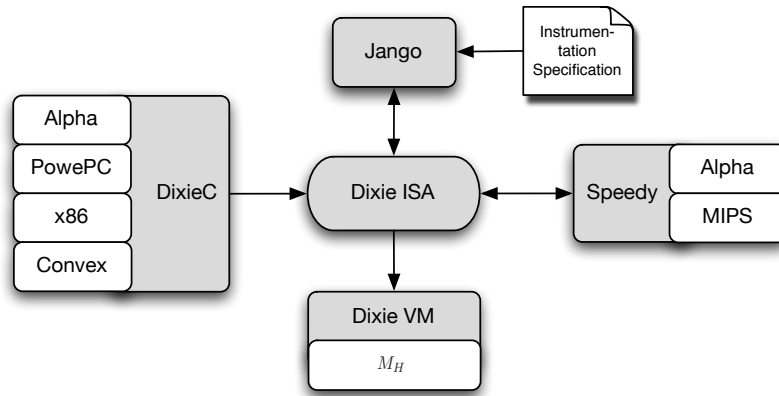 Jango
Instrumen-
tation
Specification
Alpha
PowePC
x86
Convex
DixieC
Dixie ISA
Speedy
Alpha
MIPS
Dixie VM
M_H